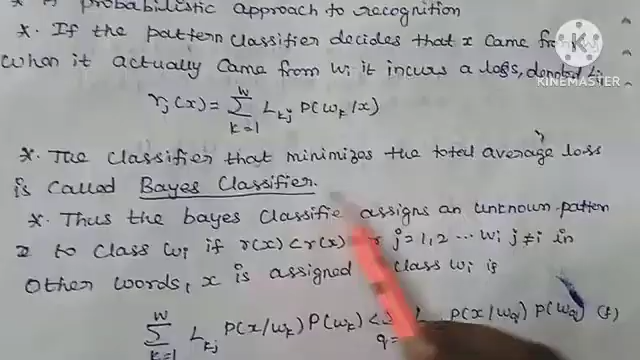 * A probabilistic approach to recognition
* If the pattern classifier decides that x came from
when it actually came from wi it incurs a loss, denoted Lij
KINEMASTER
rj(x) = W∑k=1 Lkj P(wk/x)
* The classifier that minimizes the total average loss
is called Bayes Classifier.
* Thus the bayes classifie assigns an unknown pattern
x to class wi if r(x) < r(x) j=1,2 ... W; j≠i in
Other words, x is assigned class wi is
W∑k=1 Lkj P(x/wk) P(wk) < P(x/wq) P(wq)